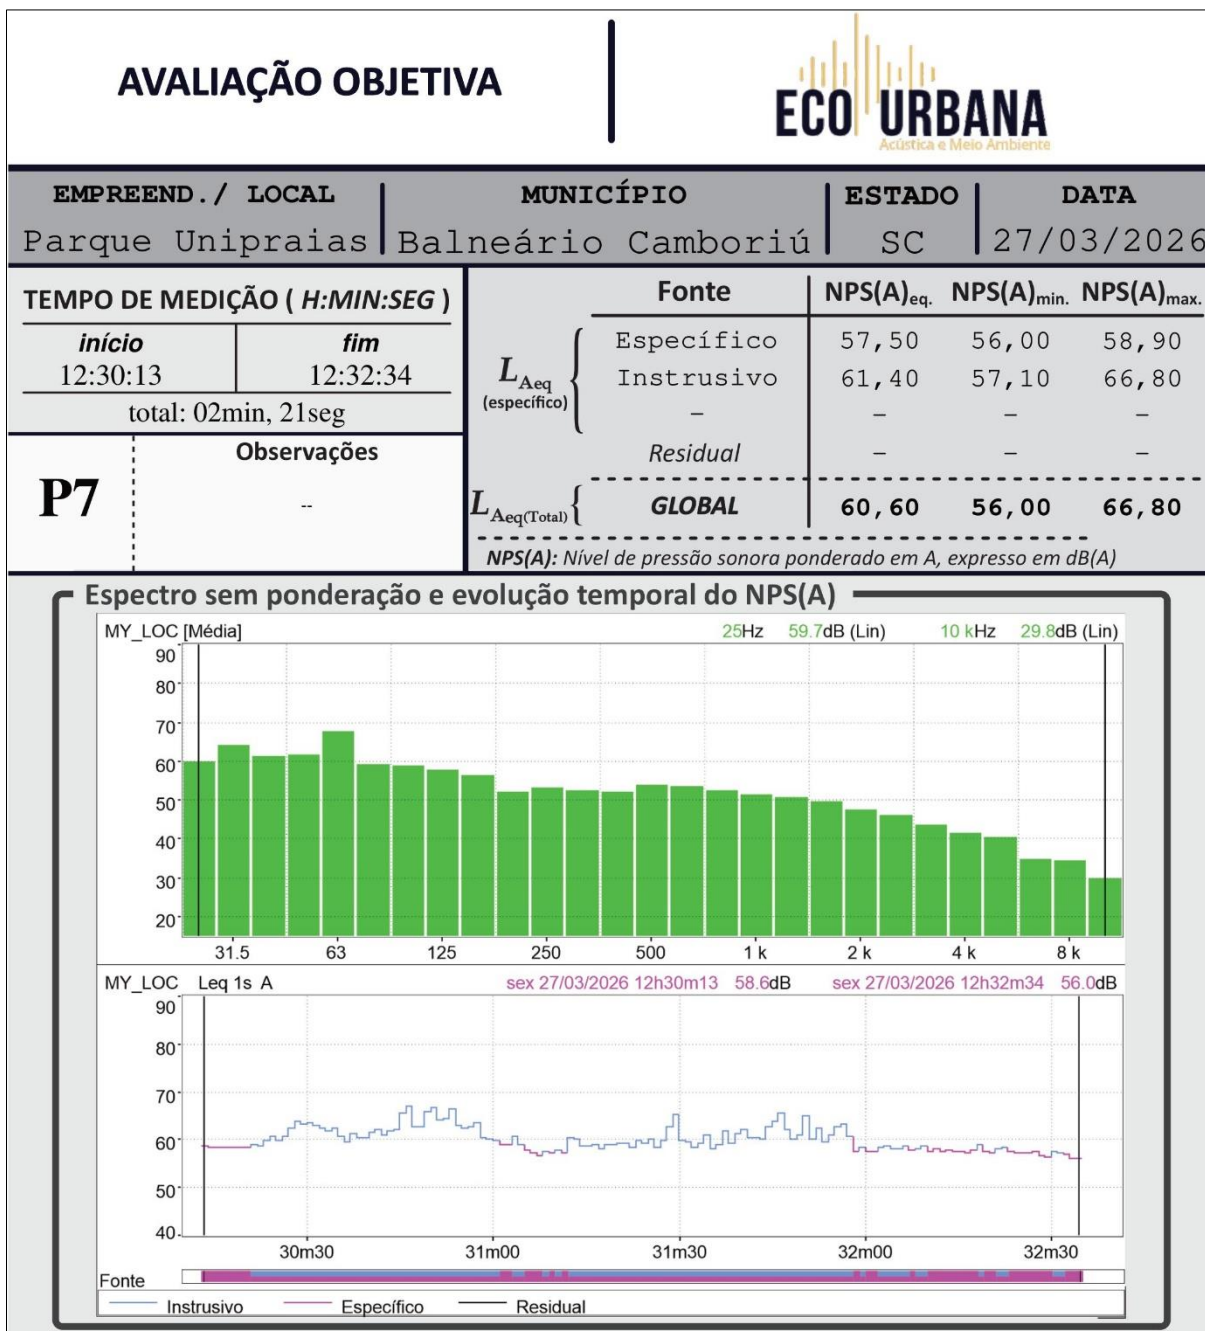 AVALIAÇÃO OBJETIVA
ECO URBANA
Acústica e Meio Ambiente
EMPREEND./ LOCAL MUNICÍPIO ESTADO DATA
Parque Unipraias Balneário Camboriú SC 27/03/2026
TEMPO DE MEDIÇÃO ( H:MIN:SEG )
início fim
12:30:13 12:32:34
total: 02min, 21seg
P7
Observações
--
Fonte NPS(A)eq. NPS(A)min. NPS(A)max.
LAeq (específico)
Específico 57,50 56,00 58,90
Instrusivo 61,40 57,10 66,80
– – – –
Residual – – –
LAeq(Total) GLOBAL 60,60 56,00 66,80
NPS(A): Nível de pressão sonora ponderado em A, expresso em dB(A)
Espectro sem ponderação e evolução temporal do NPS(A)
MY_LOC [Média] 25Hz 59.7dB (Lin) 10 kHz 29.8dB (Lin)
90
80
70
60
50
40
30
20
31.5 63 125 250 500 1 k 2 k 4 k 8 k
MY_LOC Leq 1s A sex 27/03/2026 12h30m13 58.6dB sex 27/03/2026 12h32m34 56.0dB
90
80
70
60
50
40
30m30 31m00 31m30 32m00 32m30
Fonte
Instrusivo Específico Residual